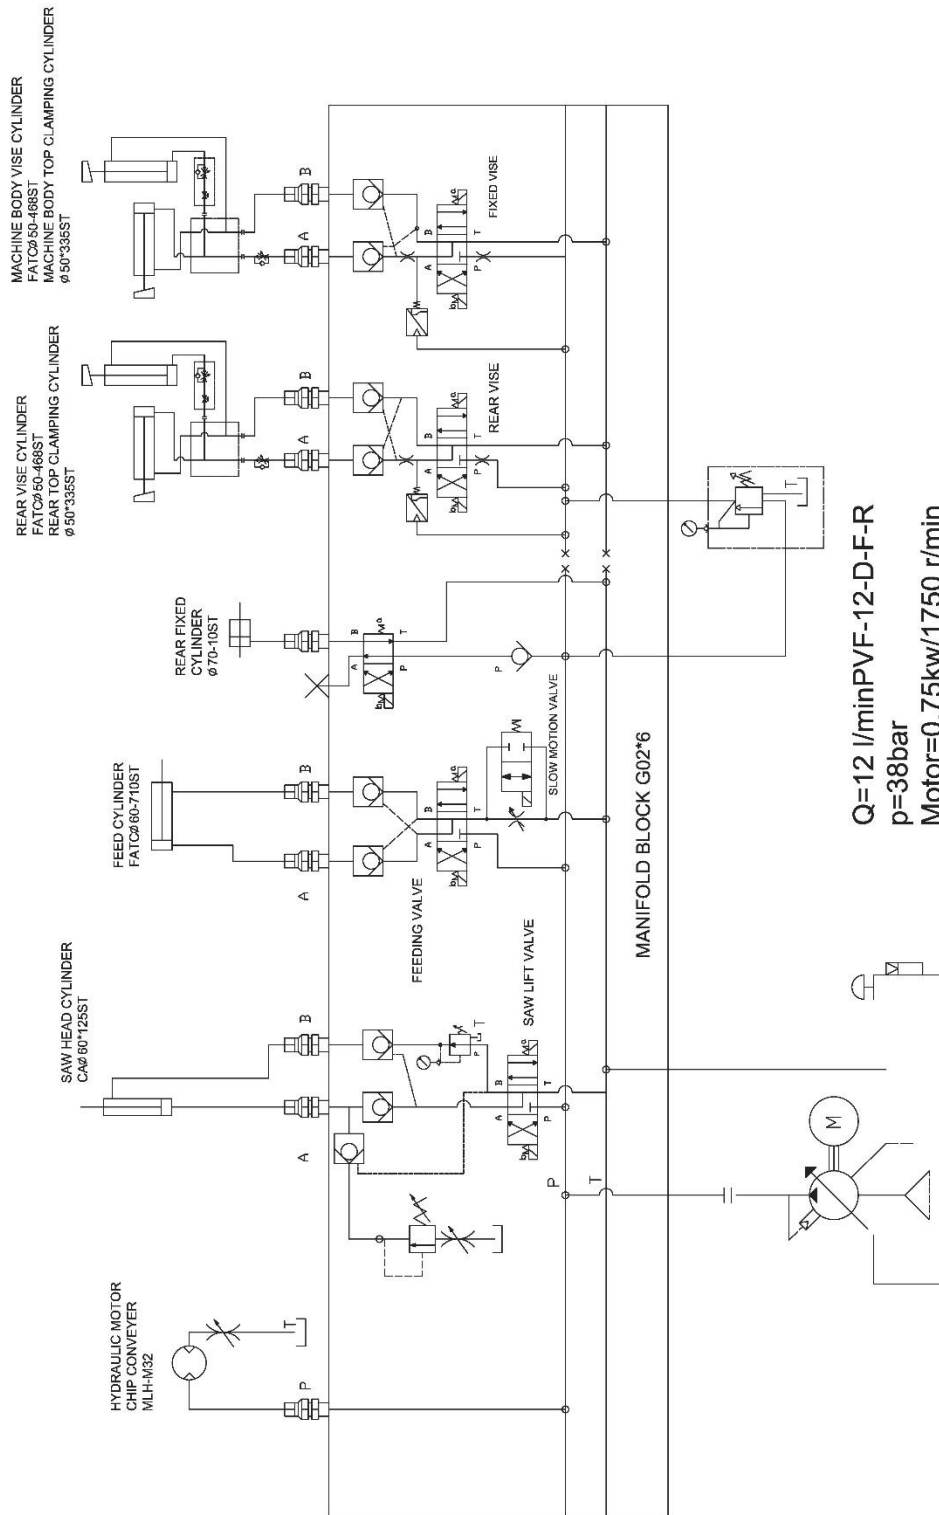 HYDRAULIC MOTOR
CHIP CONVEYER
MLH-M32
P
T
SAW HEAD CYLINDER
CAØ60*125ST
A
B
T
P
SAW LIFT VALVE
A
B
P
T
FEED CYLINDER
FATCØ60-710ST
A
B
FEEDING VALVE
A
B
P
T
b
a
SLOW MOTION VALVE
REAR FIXED
CYLINDER
Ø70-10ST
A
B
P
T
b
a
P
REAR VISE CYLINDER
FATCØ50-468ST
REAR TOP CLAMPING CYLINDER
Ø50*335ST
A
B
A
B
P
T
b
a
REAR VISE
MACHINE BODY VISE CYLINDER
FATCØ50-468ST
MACHINE BODY TOP CLAMPING CYLINDER
Ø50*335ST
A
B
A
B
P
T
b
a
FIXED VISE
P
T
MANIFOLD BLOCK G02*6
T
M
Q=12 l/minPVF-12-D-F-R
p=38bar
Motor=0.75kw/1750 r/min